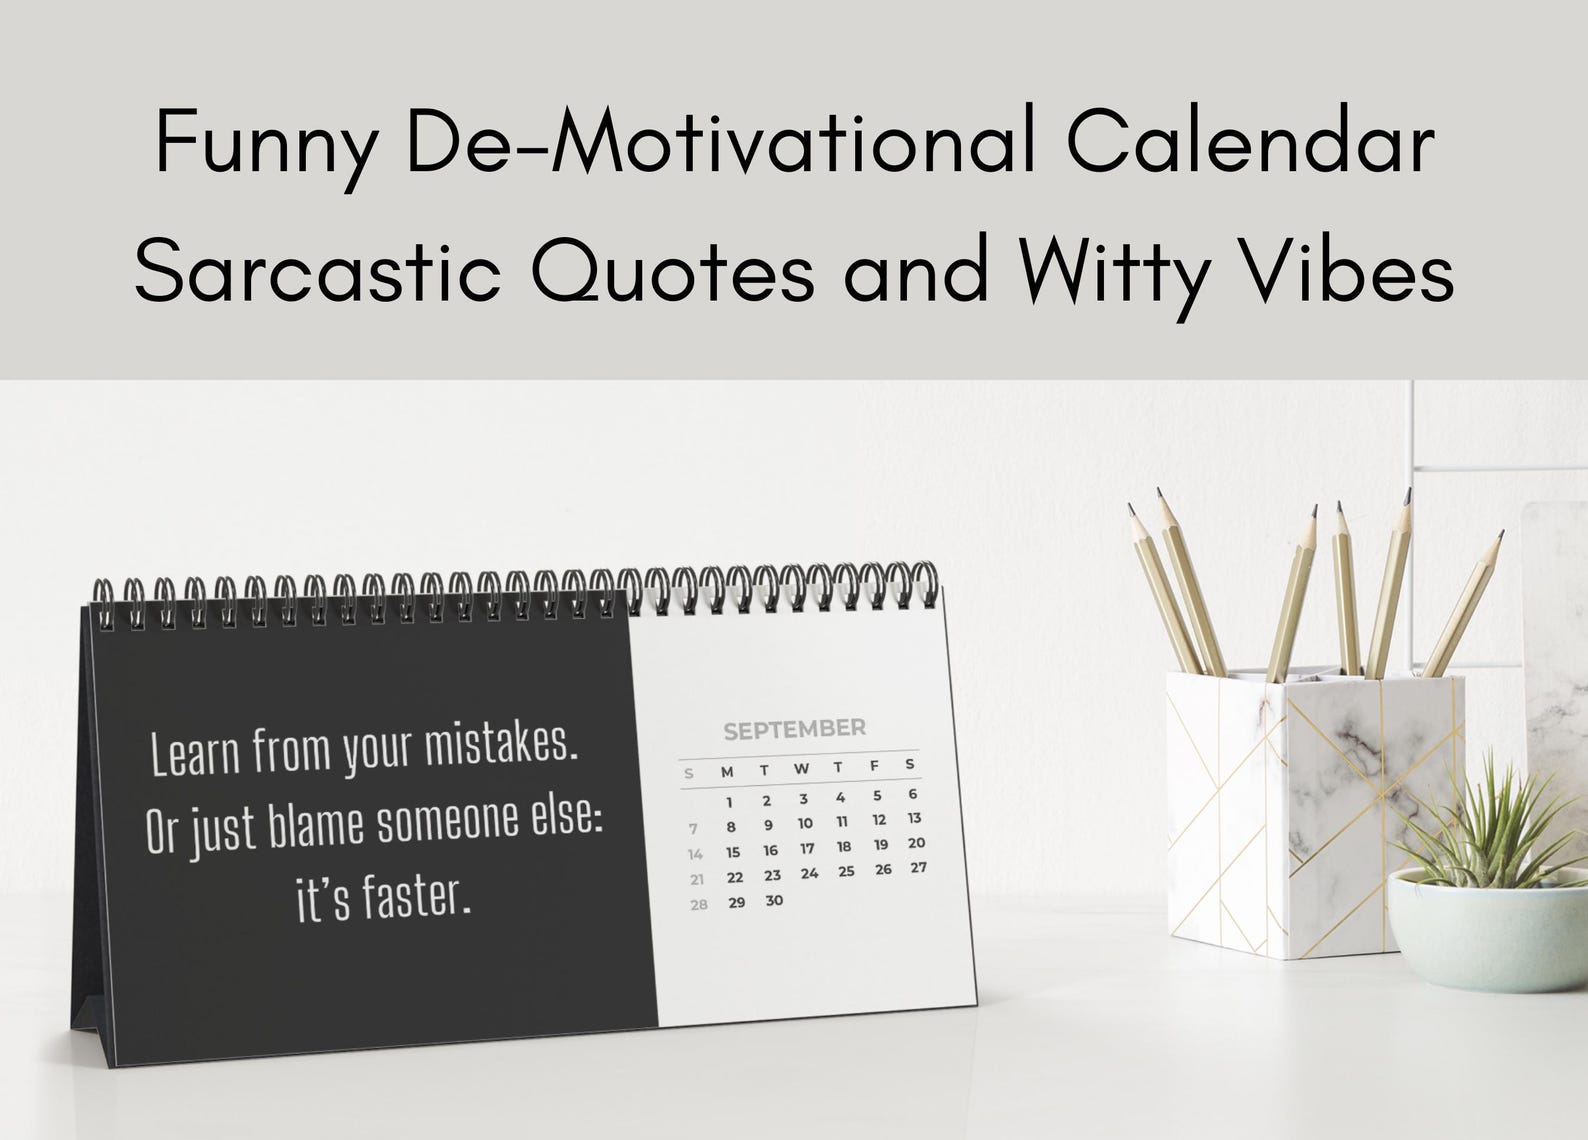 Funny De-Motivational Calendar
Sarcastic Quotes and Witty Vibes
Learn from your mistakes.
Or just blame someone else:
it's faster.
SEPTEMBER
S M T W T F S
1 2 3 4 5 6
7 8 9 10 11 12 13
14 15 16 17 18 19 20
21 22 23 24 25 26 27
28 29 30